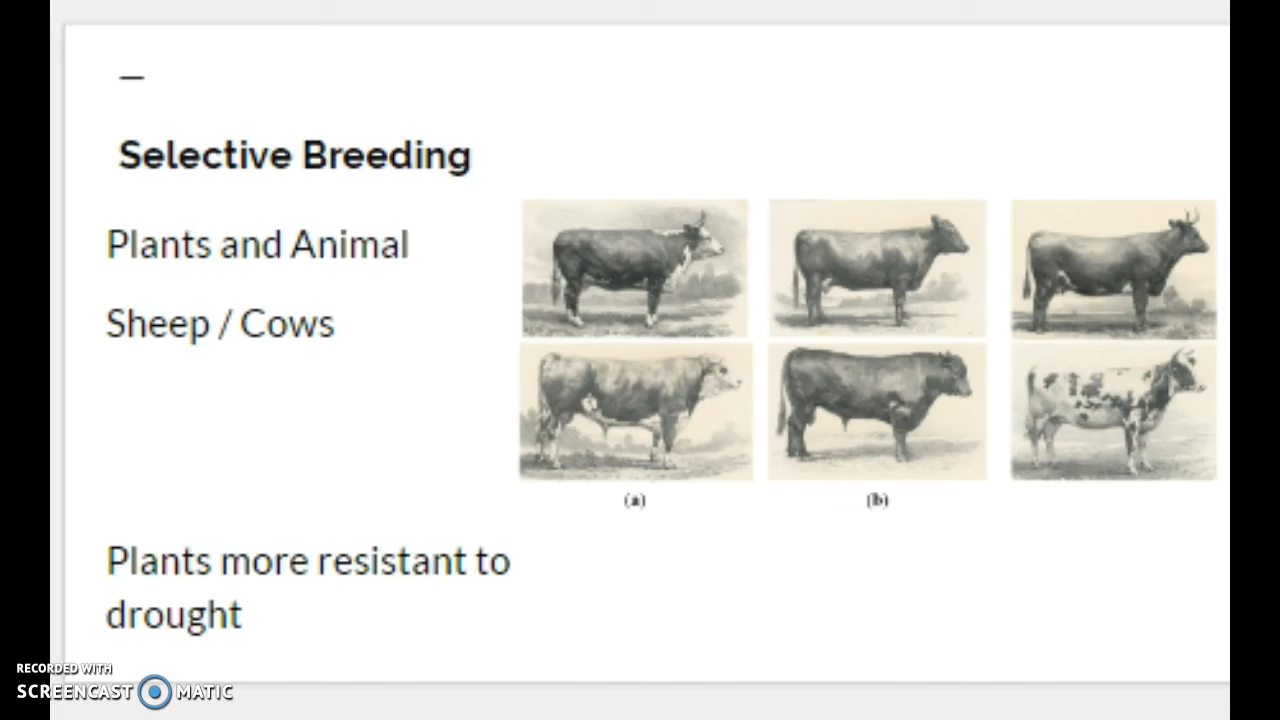 Selective Breeding
Plants and Animal
Sheep / Cows
(a)
(b)
Plants more resistant to
drought
RECORDED WITH
SCREENCAST MATIC